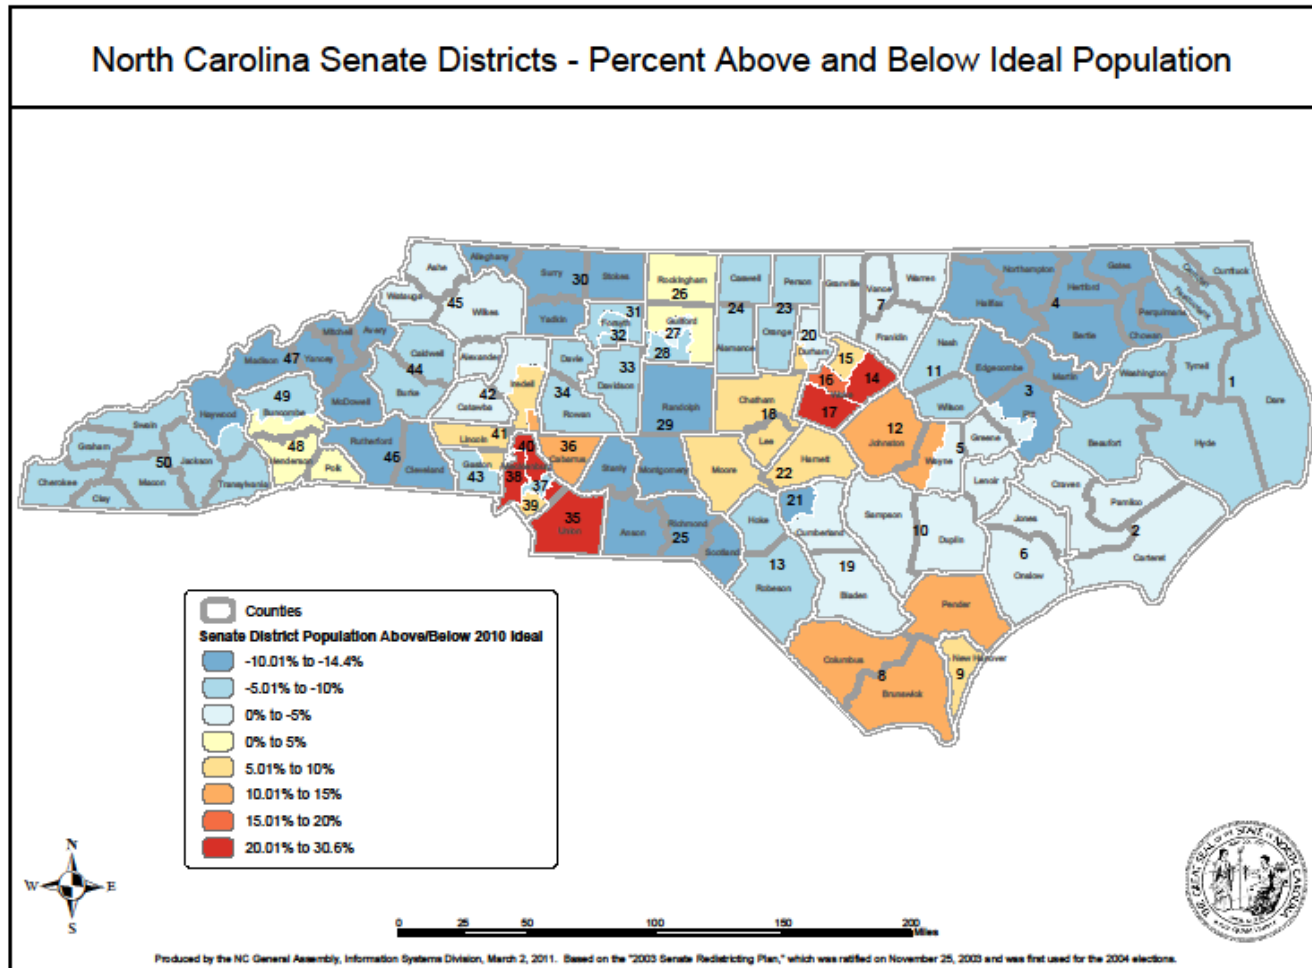 North Carolina Senate Districts - Percent Above and Below Ideal Population
Ashe
Alleghany
Surry
Stokes
30
Rockingham
26
Caswell
Person
Granville
Vance
Warren
7
Northampton
Gates
Hertford
4
Halifax
Currituck
Perquimans
Chowan
Bertie
Watauga
45
Wilkes
Yadkin
31
Forsyth
32
Guilford
27
28
24
23
Orange
Alamance
20
Durham
Franklin
Nash
11
Edgecombe
Martin
3
Washington
Tyrrell
1
Dare
Mitchell
Avery
47
Madison
Yancey
Caldwell
44
Burke
Alexander
Iredell
Davie
33
34
Davidson
Rowan
Randolph
29
15
16
14
Wake
17
Wilson
Pitt
Beaufort
Hyde
McDowell
49
Buncombe
Haywood
42
Catawba
Chatham
18
Lee
12
Johnston
Wayne
5
Greene
Swain
Graham
50
Jackson
48
Henderson
Polk
Rutherford
46
Cleveland
Lincoln
41
40
36
Cabarrus
Gaston
43
38
Mecklenburg
37
39
Stanly
Montgomery
Moore
22
Harnett
Lenoir
Craven
Pamlico
2
Cherokee
Clay
Macon
Transylvania
35
Union
Anson
Richmond
25
Scotland
Hoke
21
Cumberland
Sampson
10
Duplin
Jones
6
Onslow
Carteret
13
Robeson
19
Bladen
Pender
Columbus
8
Brunswick
New Hanover
9
Counties
Senate District Population Above/Below 2010 Ideal
-10.01% to -14.4%
-5.01% to -10%
0% to -5%
0% to 5%
5.01% to 10%
10.01% to 15%
15.01% to 20%
20.01% to 30.6%
N
W E
S
0 25 50 100 150 200
Miles
THE GREAT SEAL OF THE STATE OF NORTH CAROLINA
Produced by the NC General Assembly, Information Systems Division, March 2, 2011. Based on the "2003 Senate Redistricting Plan," which was ratified on November 25, 2003 and was first used for the 2004 elections.